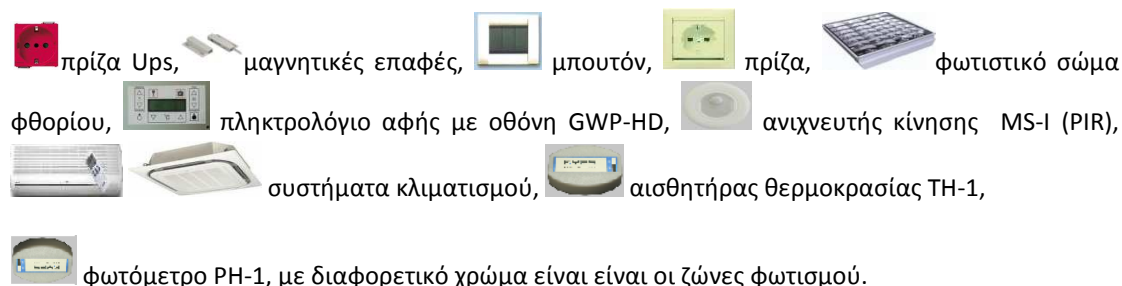 πρίζα Ups, μαγνητικές επαφές, μπουτόν, πρίζα, φωτιστικό σώμα
φθορίου, πληκτρολόγιο αφής με οθόνη GWP-HD, ανιχνευτής κίνησης MS-I (PIR),
συστήματα κλιματισμού, αισθητήρας θερμοκρασίας TH-1,
φωτόμετρο PH-1, με διαφορετικό χρώμα είναι είναι οι ζώνες φωτισμού.